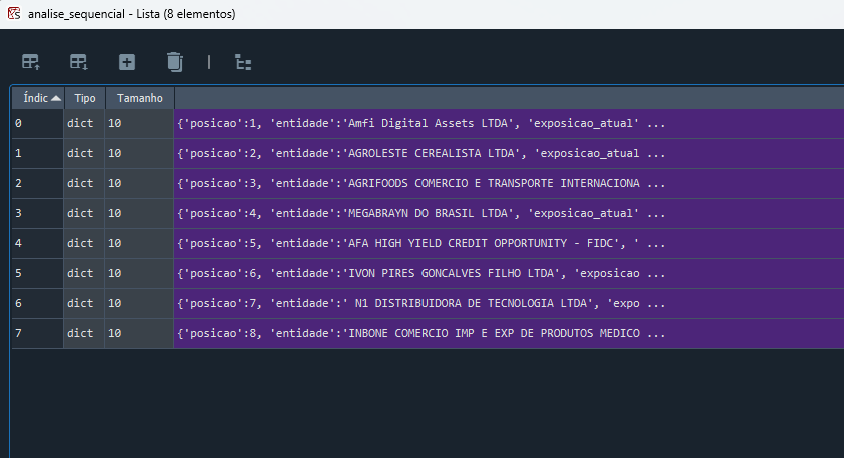 analise_sequencial - Lista (8 elementos)
Índic Tipo Tamanho
0 dict 10 {'posicao':1, 'entidade':'Amfi Digital Assets LTDA', 'exposicao_atual' ...
1 dict 10 {'posicao':2, 'entidade':'AGROLESTE CEREALISTA LTDA', 'exposicao_atual ...
2 dict 10 {'posicao':3, 'entidade':'AGRIFOODS COMERCIO E TRANSPORTE INTERNACIONA ...
3 dict 10 {'posicao':4, 'entidade':'MEGABRAYN DO BRASIL LTDA', 'exposicao_atual' ...
4 dict 10 {'posicao':5, 'entidade':'AFA HIGH YIELD CREDIT OPPORTUNITY - FIDC', ' ...
5 dict 10 {'posicao':6, 'entidade':'IVON PIRES GONCALVES FILHO LTDA', 'exposicao ...
6 dict 10 {'posicao':7, 'entidade':' N1 DISTRIBUIDORA DE TECNOLOGIA LTDA', 'expo ...
7 dict 10 {'posicao':8, 'entidade':'INBONE COMERCIO IMP E EXP DE PRODUTOS MEDICO ...